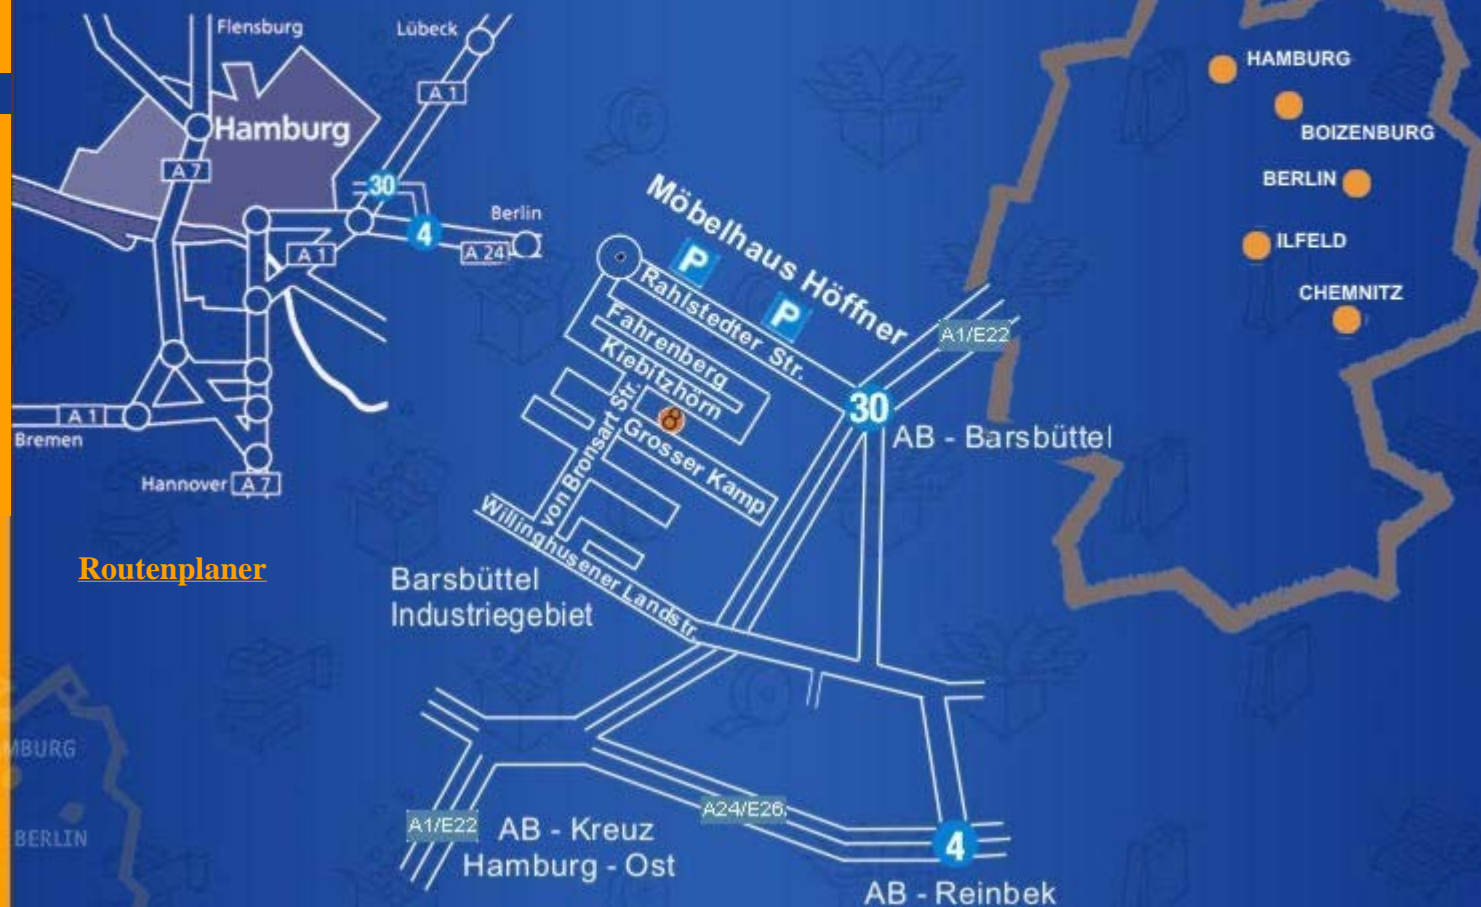 Flensburg
Lübeck
A 1
Hamburg
A 7
30
4
Berlin
A 24
A 1
A 1
Bremen
Hannover
A 7
HAMBURG
BOIZENBURG
BERLIN
ILFELD
CHEMNITZ
Möbelhaus Höffner
P
P
Rahlstedter Str.
Fahrenberg
Kiebitzhörn
Grosser Kamp
von Bronsart Str.
Willinghusener Landstr.
A1/E22
30
AB - Barsbüttel
Routenplaner
Barsbüttel
Industriegebiet
A1/E22
AB - Kreuz
Hamburg - Ost
A24/E26
4
AB - Reinbek
MBURG
BERLIN